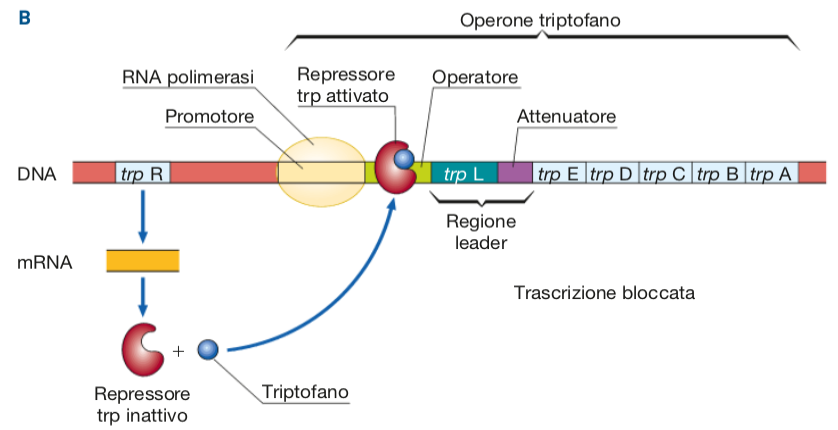 B
Operone triptofano
RNA polimerasi
Repressore
trp attivato
Operatore
Promotore
Attenuatore
DNA
trp R
trp L
trp E
trp D
trp C
trp B
trp A
Regione
leader
mRNA
Trascrizione bloccata
+
Triptofano
Repressore
trp inattivo